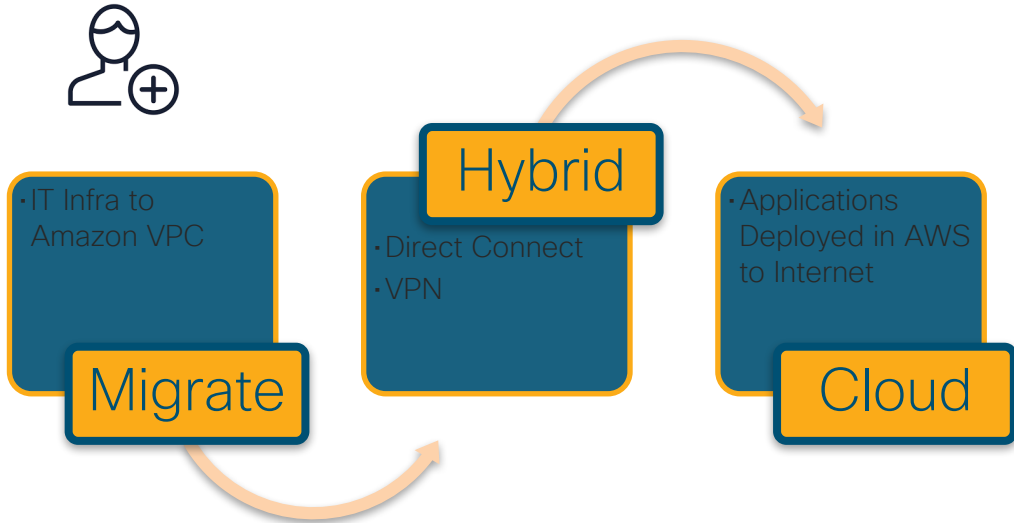 ·IT Infra to
Amazon VPC
Migrate
Hybrid
·Direct Connect
·VPN
·Applications
Deployed in AWS
to Internet
Cloud